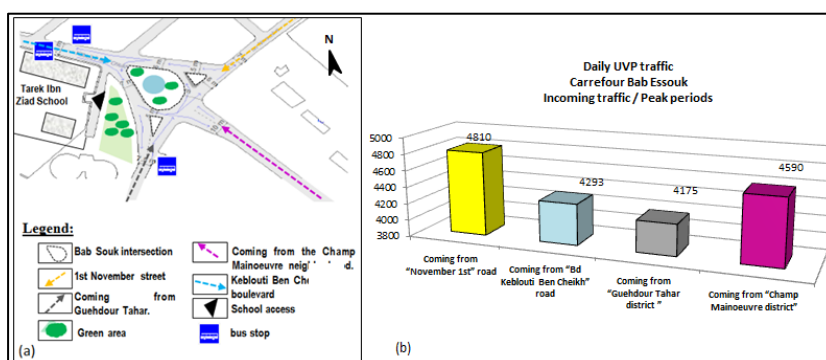 N
Tarek Ibn
Ziad School
Legend:
Bab Souk intersection
1st November street
Coming from
Guehdour Tahar.
Green area
Coming from the Champ
Mainoeuvre
Keblouti Ben
boulevard
School access
bus stop
(a)
Daily UVP traffic
Carrefour Bab Essouk
Incoming traffic / Peak periods
5000
4800
4600
4400
4200
4000
3800
4810
4293
4175
4590
Coming from
"November 1st" road
Coming from "Bd
Keblouti Ben Cheikh"
road
Coming from
"Guehdour Tahar
district "
Coming from "Champ
Mainoeuvre district"
(b)